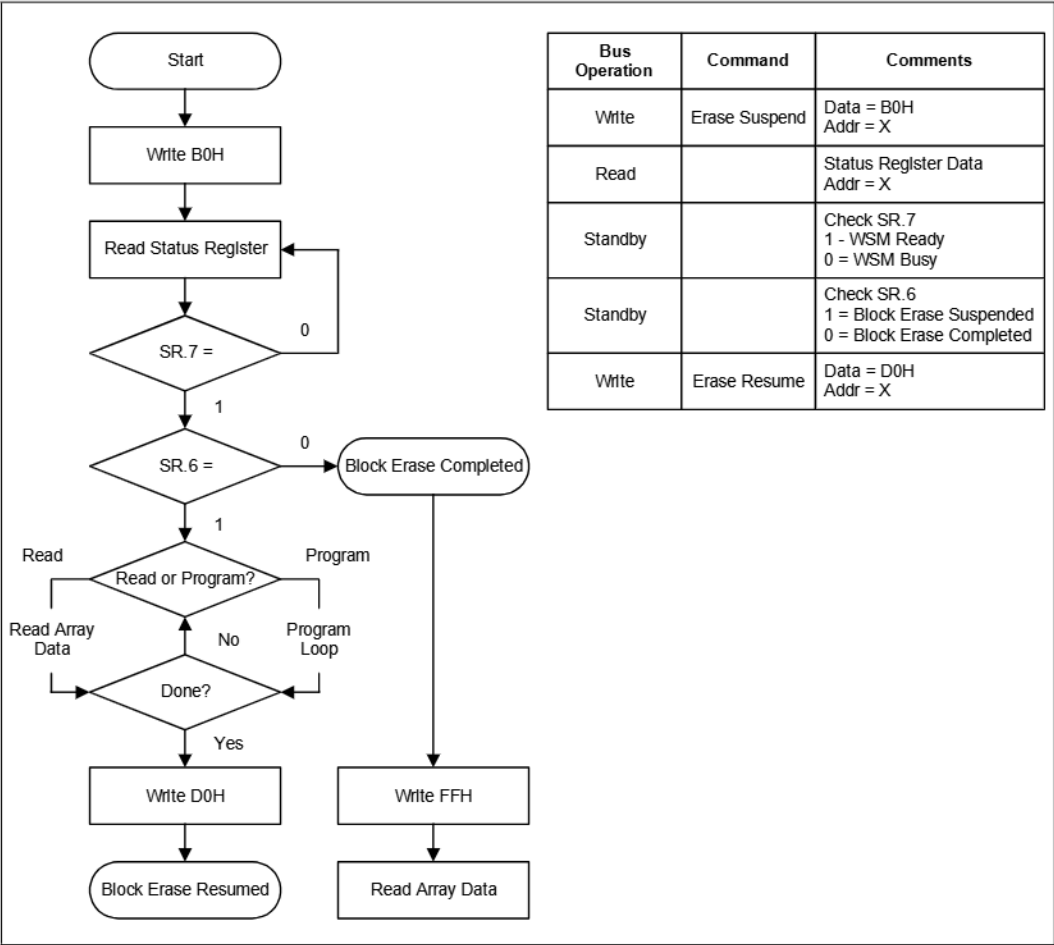 Start
Write B0H
Read Status Register
SR.7 =
0
1
SR.6 =
0
Block Erase Completed
1
Read
Read or Program?
Program
Read Array
Data
No
Program
Loop
Done?
Yes
Write D0H
Write FFH
Block Erase Resumed
Read Array Data
Bus
Operation
Command
Comments
Write
Erase Suspend
Data = B0H
Addr = X
Read
Status Register Data
Addr = X
Standby
Check SR.7
1 - WSM Ready
0 = WSM Busy
Standby
Check SR.6
1 = Block Erase Suspended
0 = Block Erase Completed
Write
Erase Resume
Data = D0H
Addr = X